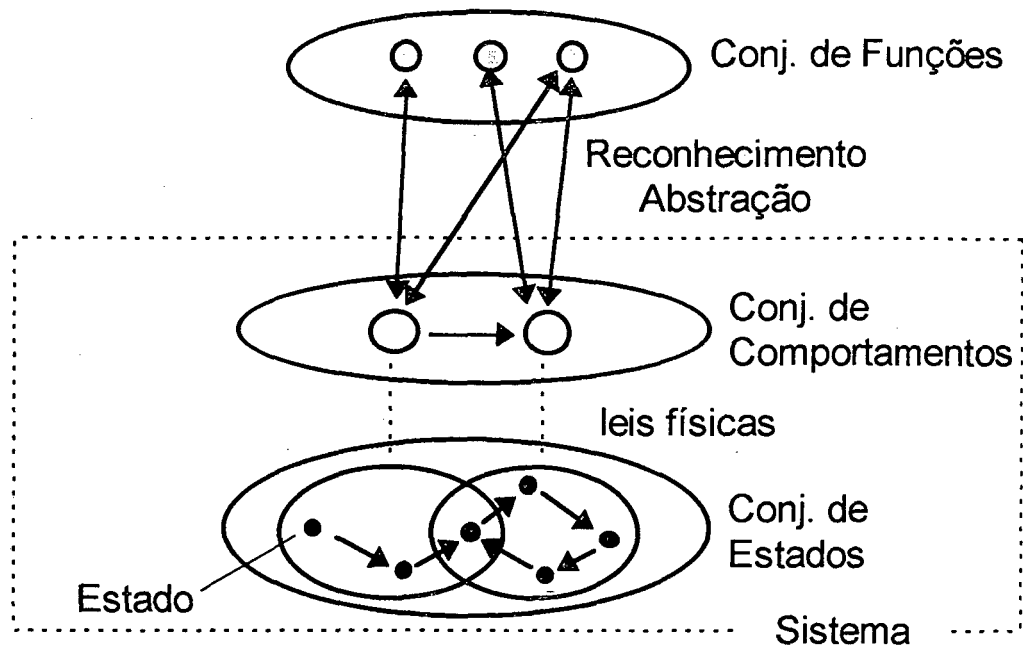 Conj. de Funções
Reconhecimento
Abstração
Conj. de
Comportamentos
leis físicas
Conj. de
Estados
Estado
Sistema